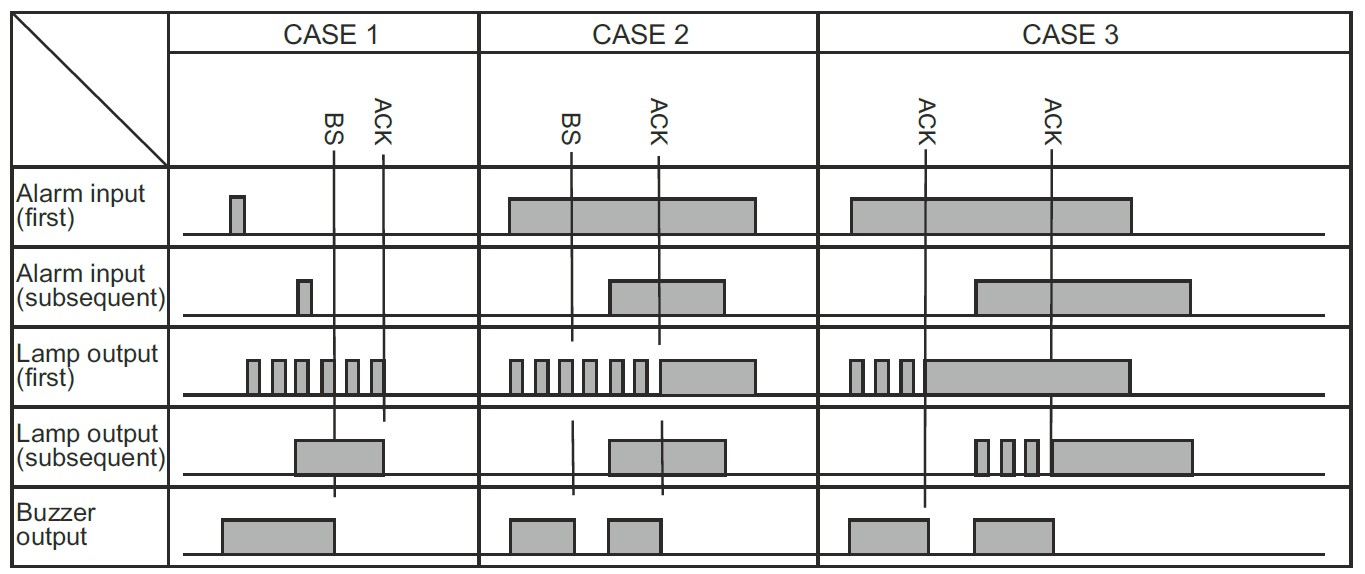 CASE 1
CASE 2
CASE 3
BS
ACK
BS
ACK
ACK
ACK
Alarm input
(first)
Alarm input
(subsequent)
Lamp output
(first)
Lamp output
(subsequent)
Buzzer
output